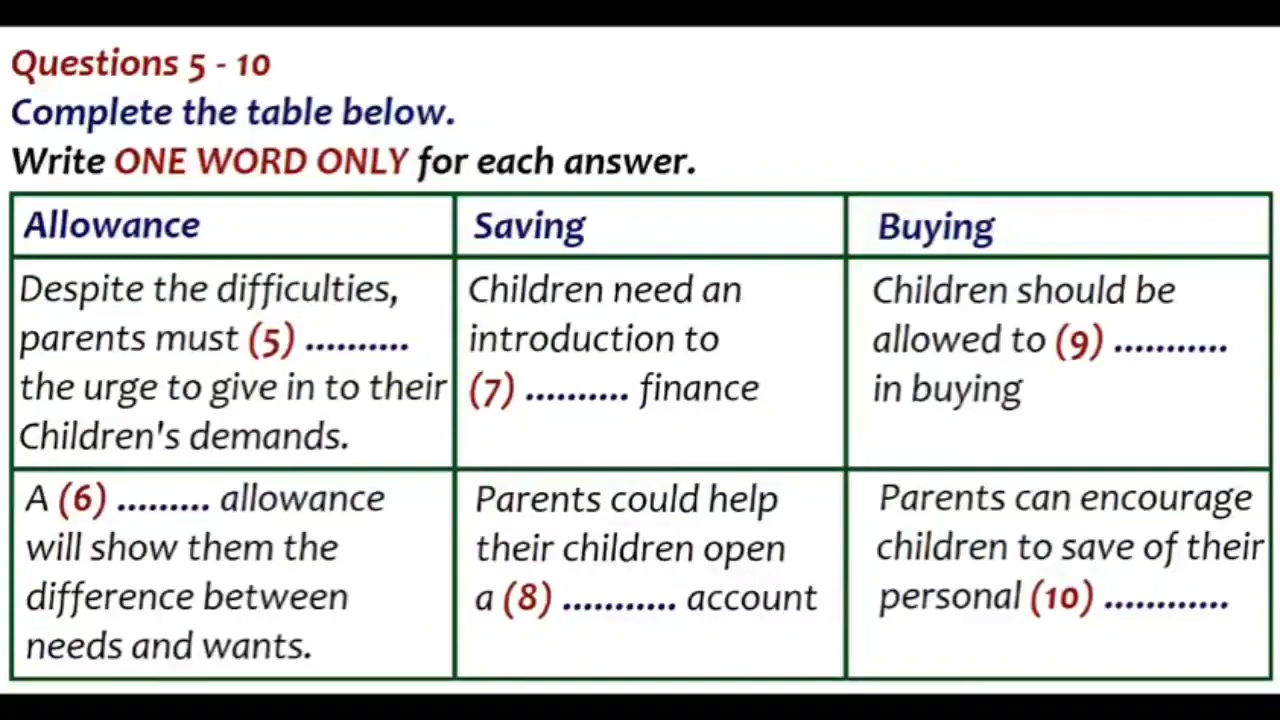 Questions 5 - 10
Complete the table below.
Write ONE WORD ONLY for each answer.
Allowance
Saving
Buying
Despite the difficulties,
parents must (5) ..........
the urge to give in to their
Children's demands.
Children need an
introduction to
(7) .......... finance
Children should be
allowed to (9) ...........
in buying
A (6) ......... allowance
will show them the
difference between
needs and wants.
Parents could help
their children open
a (8) ........... account
Parents can encourage
children to save of their
personal (10) ............